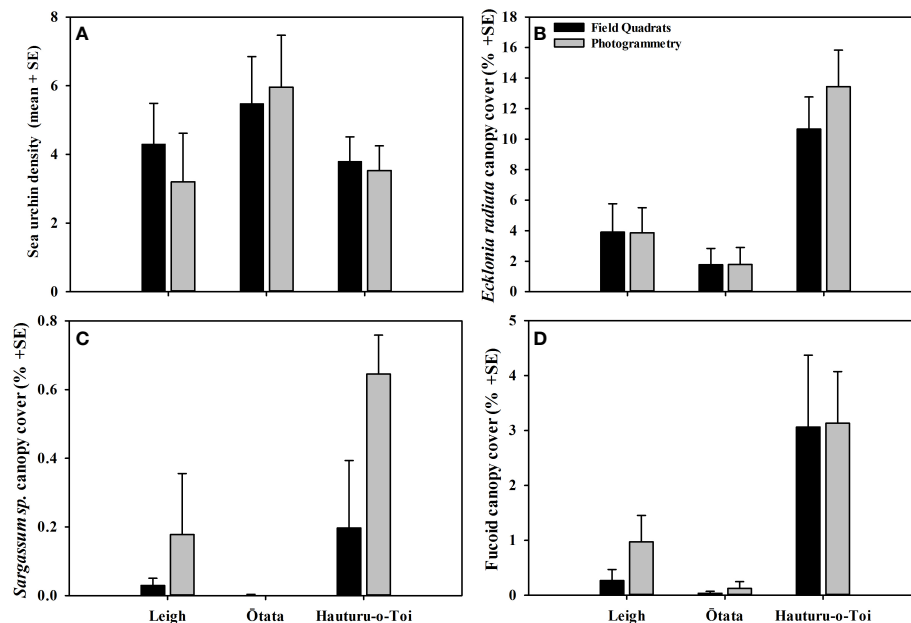 A
Sea urchin density (mean + SE)
8
6
4
2
0
B
Field Quadrats
Photogrammetry
Ecklonia radiata canopy cover (% +SE)
18
16
14
12
10
8
6
4
2
0
C
Sargassum sp. canopy cover (% +SE)
0.8
0.6
0.4
0.2
0.0
Leigh
Ōtata
Hauturu-o-Toi
D
Fucoid canopy cover (% +SE)
5
4
3
2
1
0
Leigh
Ōtata
Hauturu-o-Toi